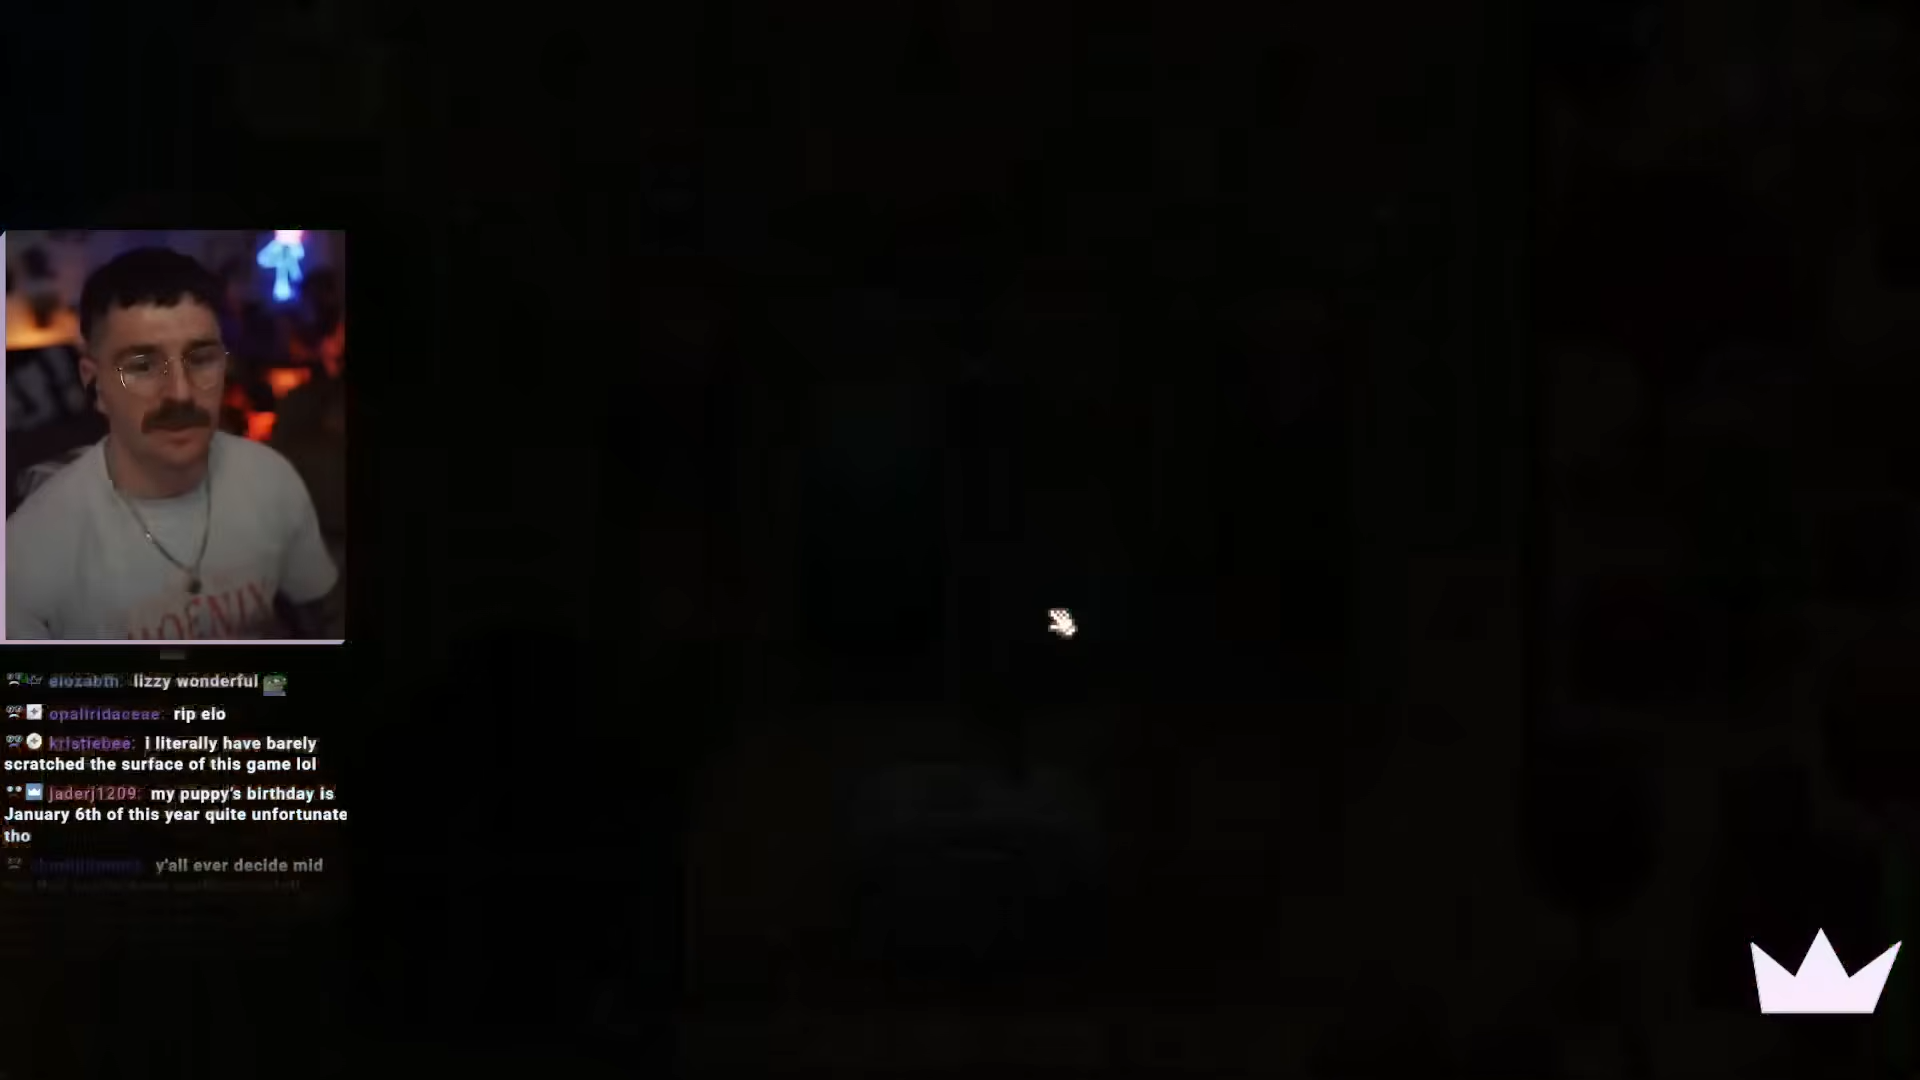 elozabth: lizzy wonderful
opaliridaceae: rip elo
kristiebee: i literally have barely
scratched the surface of this game lol
jaderj1209: my puppy's birthday is
January 6th of this year quite unfortunate
tho
y'all ever decide mid